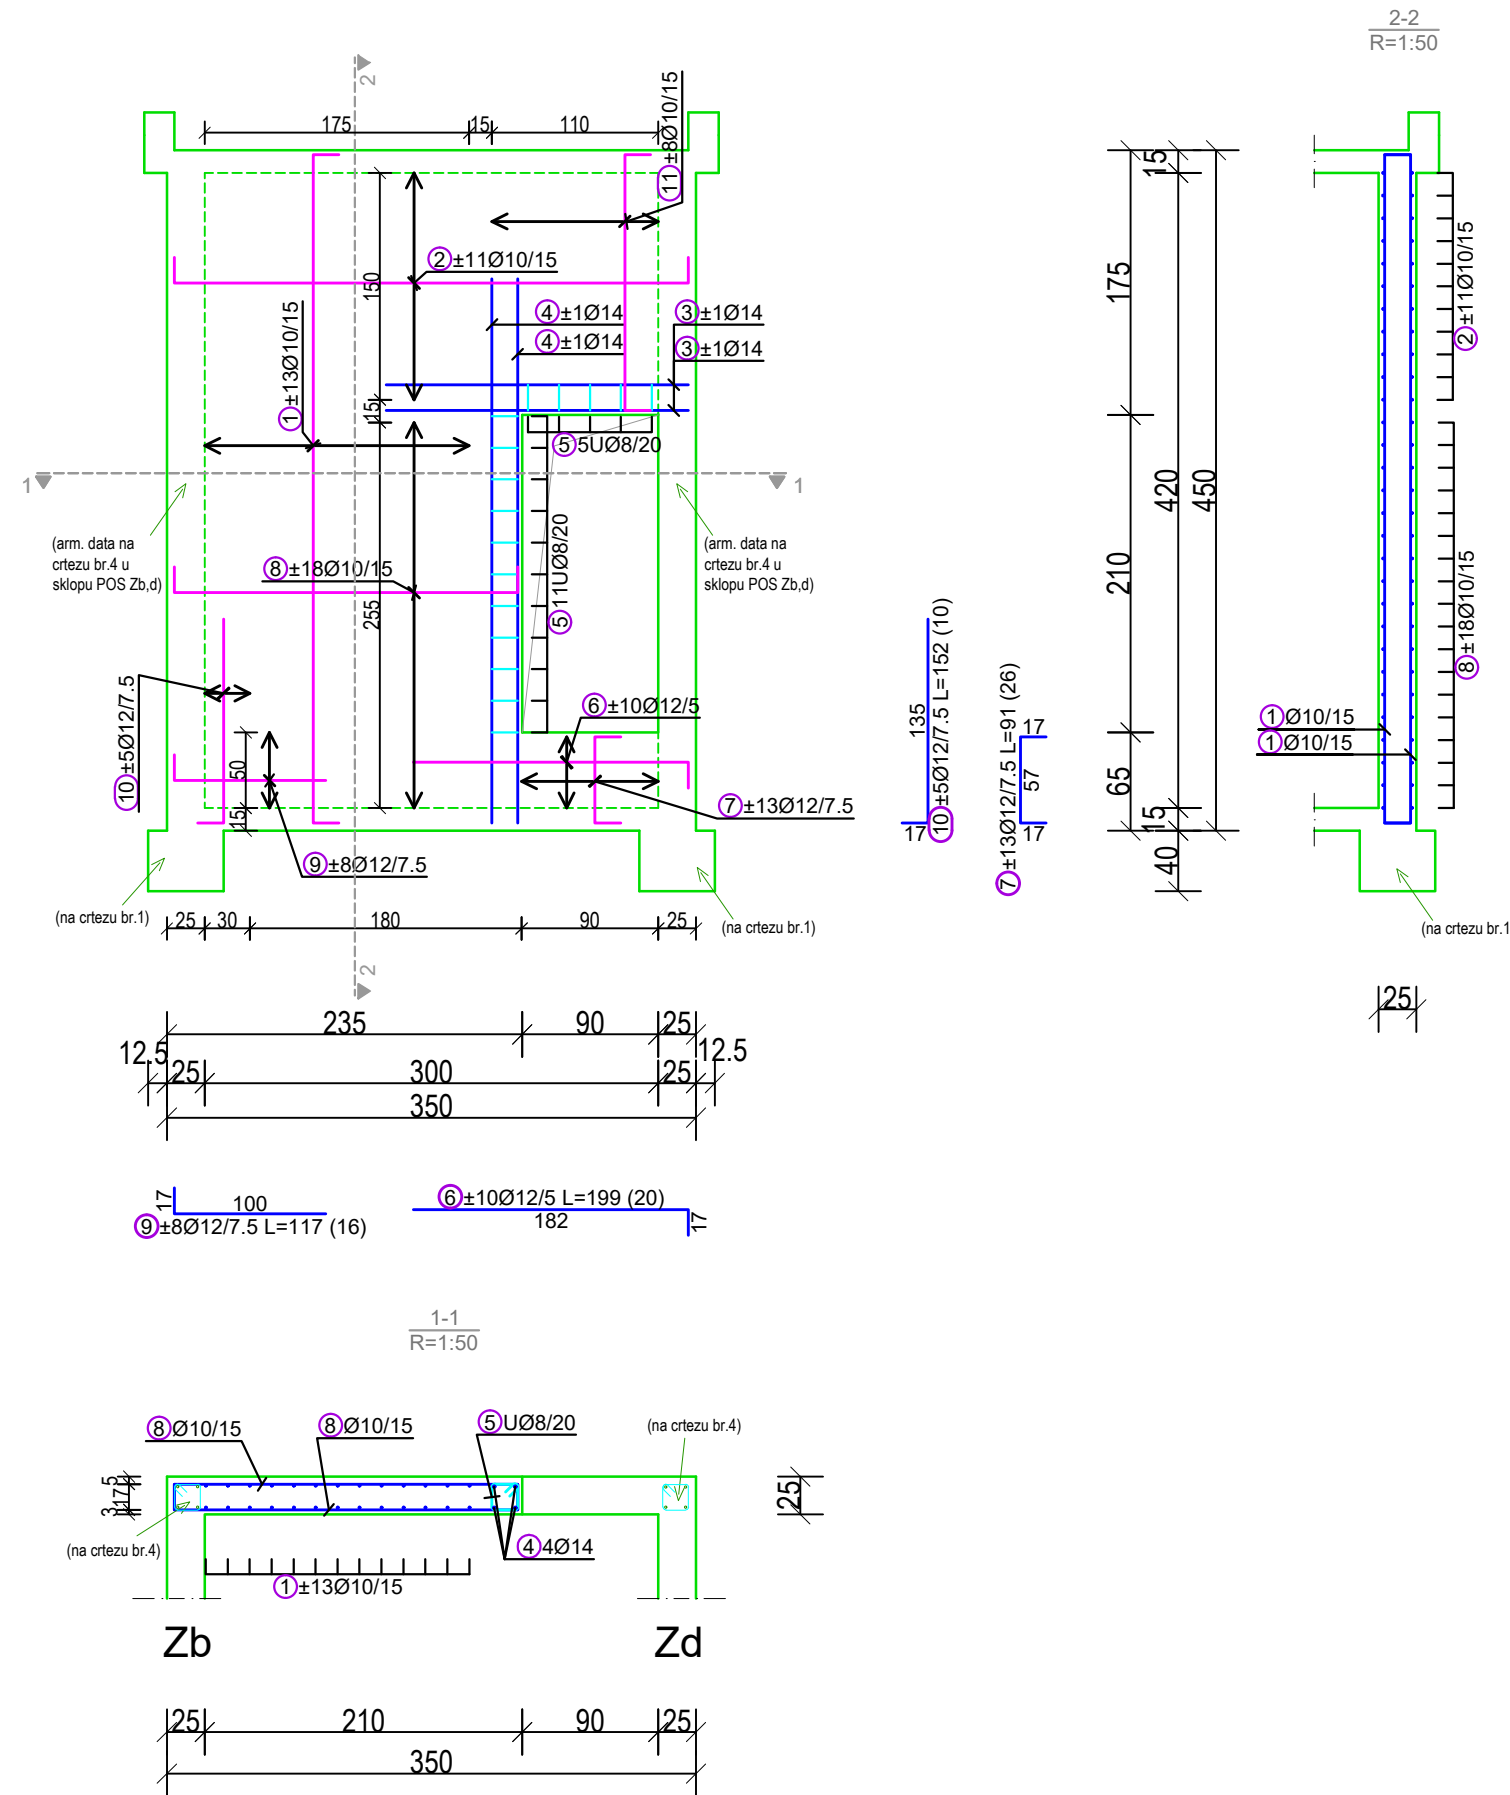 2-2
R=1:50
2
175
15
110
11 ±8Ø10/15
2 ±11Ø10/15
150
4 ±1Ø14
3 ±1Ø14
4 ±1Ø14
3 ±1Ø14
1 ±13Ø10/15
15
5 5UØ8/20
1
1
(arm. data na
crtezu br.4 u
sklopu POS Zb,d)
(arm. data na
crtezu br.4 u
sklopu POS Zb,d)
8 ±18Ø10/15
5 11UØ8/20
255
10 ±5Ø12/7.5
6 ±10Ø12/5
50
15
7 ±13Ø12/7.5
9 ±8Ø12/7.5
(na crtezu br.1)
(na crtezu br.1)
25
30
180
90
25
2
135
17
10 ±5Ø12/7.5 L=152 (10)
7 ±13Ø12/7.5 L=91 (26)
17
57
17
15
175
420
450
210
65
15
40
2 ±11Ø10/15
8 ±18Ø10/15
1 Ø10/15
1 Ø10/15
(na crtezu br.1
25
235
90
25
12.5
25
300
25
12.5
350
17
100
9 ±8Ø12/7.5 L=117 (16)
6 ±10Ø12/5 L=199 (20)
182
17
1-1
R=1:50
8 Ø10/15
8 Ø10/15
5 UØ8/20
(na crtezu br.4)
5
17
3
25
(na crtezu br.4)
4 4Ø14
1 ±13Ø10/15
Zb
Zd
25
210
90
25
350